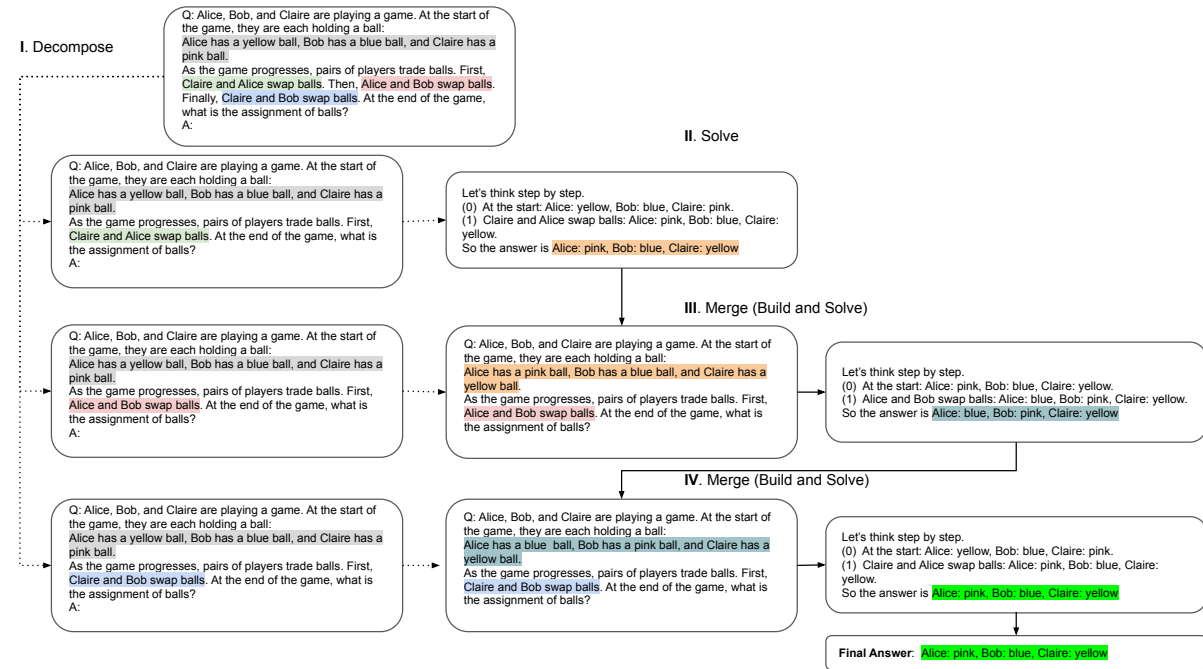 I. Decompose
Q: Alice, Bob, and Claire are playing a game. At the start of
the game, they are each holding a ball:
Alice has a yellow ball, Bob has a blue ball, and Claire has a
pink ball.
As the game progresses, pairs of players trade balls. First,
Claire and Alice swap balls. Then, Alice and Bob swap balls.
Finally, Claire and Bob swap balls. At the end of the game,
what is the assignment of balls?
A:
II. Solve
Q: Alice, Bob, and Claire are playing a game. At the start of
the game, they are each holding a ball:
Alice has a yellow ball, Bob has a blue ball, and Claire has a
pink ball.
As the game progresses, pairs of players trade balls. First,
Claire and Alice swap balls. At the end of the game, what is
the assignment of balls?
A:
Let's think step by step.
(0) At the start: Alice: yellow, Bob: blue, Claire: pink.
(1) Claire and Alice swap balls: Alice: pink, Bob: blue, Claire:
yellow.
So the answer is Alice: pink, Bob: blue, Claire: yellow
III. Merge (Build and Solve)
Q: Alice, Bob, and Claire are playing a game. At the start of
the game, they are each holding a ball:
Alice has a yellow ball, Bob has a blue ball, and Claire has a
pink ball.
As the game progresses, pairs of players trade balls. First,
Alice and Bob swap balls. At the end of the game, what is
the assignment of balls?
A:
Q: Alice, Bob, and Claire are playing a game. At the start of
the game, they are each holding a ball:
Alice has a pink ball, Bob has a blue ball, and Claire has a
yellow ball.
As the game progresses, pairs of players trade balls. First,
Alice and Bob swap balls. At the end of the game, what is
the assignment of balls?
Let's think step by step.
(0) At the start: Alice: pink, Bob: blue, Claire: yellow.
(1) Alice and Bob swap balls: Alice: blue, Bob: pink, Claire: yellow.
So the answer is Alice: blue, Bob: pink, Claire: yellow
IV. Merge (Build and Solve)
Q: Alice, Bob, and Claire are playing a game. At the start of
the game, they are each holding a ball:
Alice has a yellow ball, Bob has a blue ball, and Claire has a
pink ball.
As the game progresses, pairs of players trade balls. First,
Claire and Bob swap balls. At the end of the game, what is
the assignment of balls?
A:
Q: Alice, Bob, and Claire are playing a game. At the start of
the game, they are each holding a ball:
Alice has a blue ball, Bob has a pink ball, and Claire has a
yellow ball.
As the game progresses, pairs of players trade balls. First,
Claire and Bob swap balls. At the end of the game, what is
the assignment of balls?
Let's think step by step.
(0) At the start: Alice: yellow, Bob: blue, Claire: pink.
(1) Claire and Alice swap balls: Alice: pink, Bob: blue, Claire:
yellow.
So the answer is Alice: pink, Bob: blue, Claire: yellow
Final Answer: Alice: pink, Bob: blue, Claire: yellow